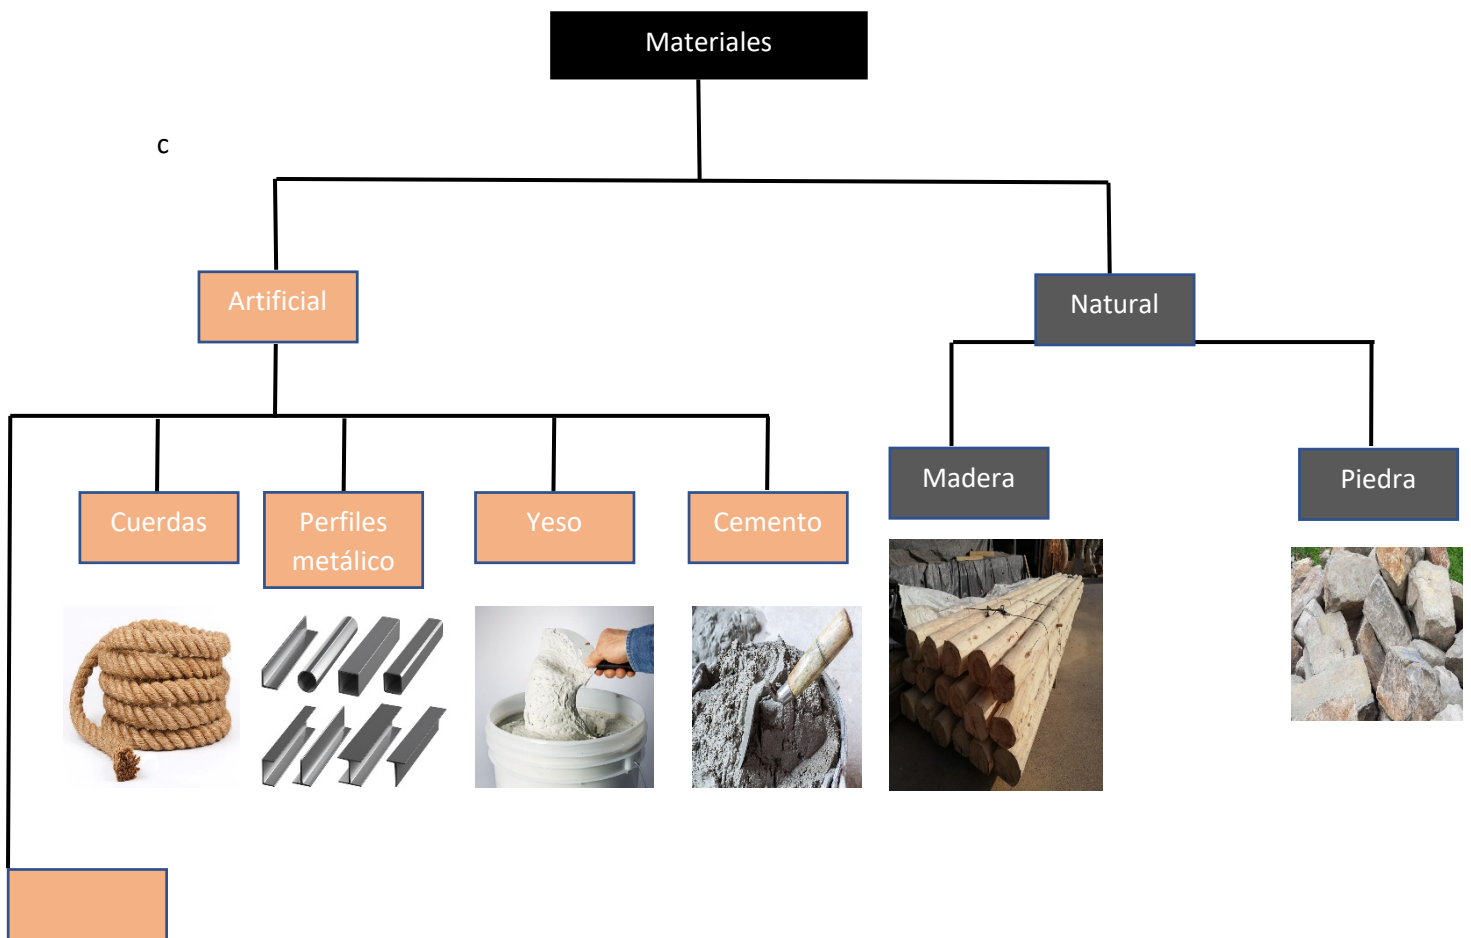 Materiales
c
Artificial
Natural
Madera
Piedra
Cuerdas
Perfiles
metálico
Yeso
Cemento